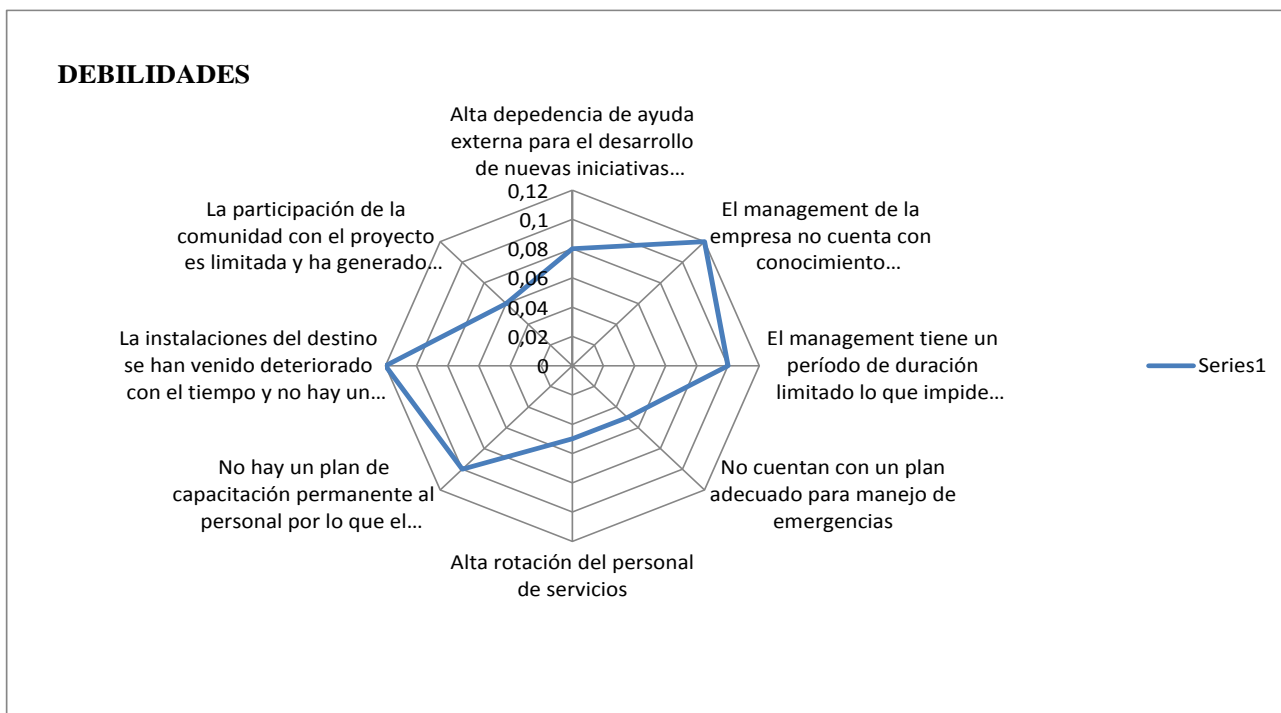 DEBILIDADES
Alta depedencia de ayuda
externa para el desarrollo
de nuevas iniciativas...
El management de la
empresa no cuenta con
conocimiento...
El management tiene un
período de duración
limitado lo que impide...
No cuentan con un plan
adecuado para manejo de
emergencias
Alta rotación del personal
de servicios
No hay un plan de
capacitación permanente al
personal por lo que el...
La instalaciones del destino
se han venido deteriorado
con el tiempo y no hay un...
La participación de la
comunidad con el proyecto
es limitada y ha generado...
0,12
0,1
0,08
0,06
0,04
0,02
0
Series1